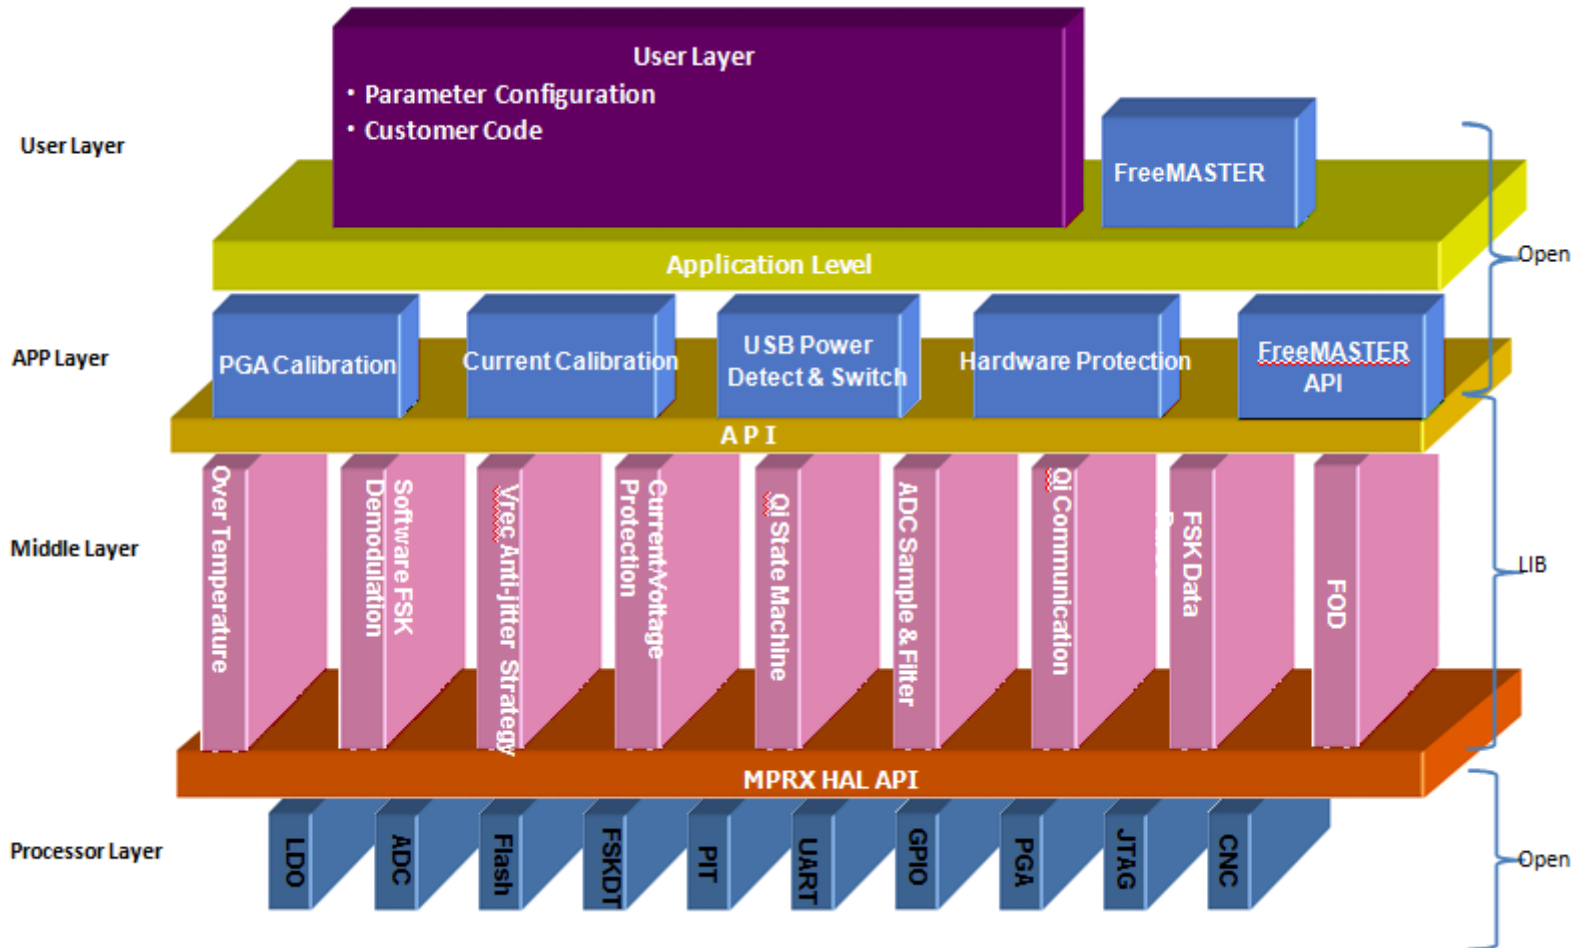 User Layer
• Parameter Configuration
• Customer Code
User Layer
FreeMASTER
Open
Application Level
APP Layer
PGA Calibration
Current Calibration
USB Power
Detect & Switch
Hardware Protection
FreeMASTER
API
A P I
Middle Layer
Over Temperature
Software FSK
Demodulation
Vrec Anti-jitter Strategy
Current/Voltage
Protection
Qi State Machine
ADC Sample & Filter
Qi Communication
FSK Data
FOD
LIB
MPRX HAL API
Processor Layer
LDO
ADC
Flash
FSKDT
PIT
UART
GPIO
PGA
JTAG
CNC
Open